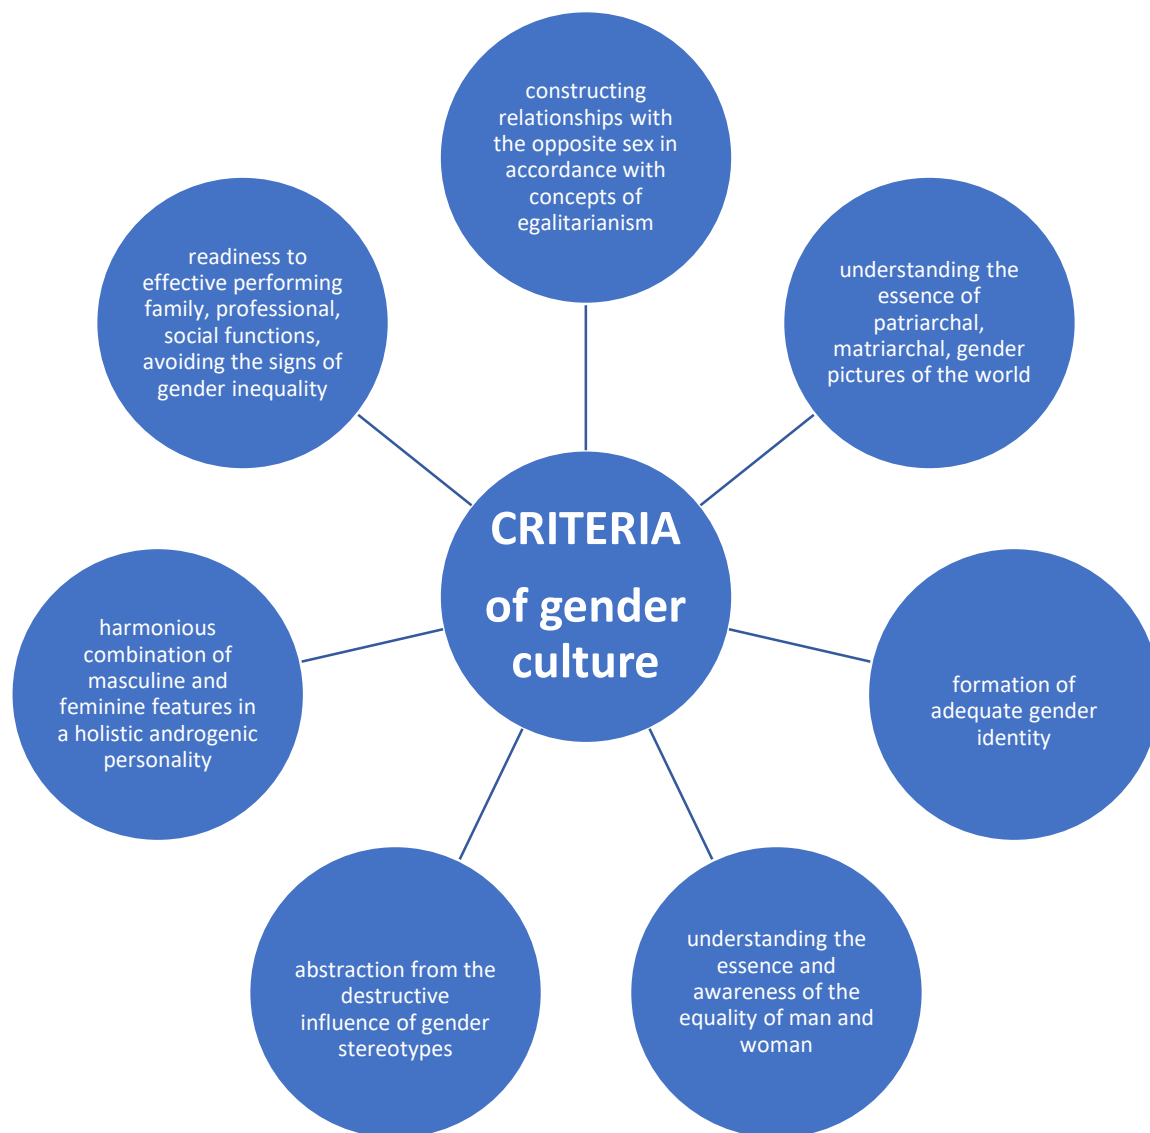 constructing
relationships with
the opposite sex in
accordance with
concepts of
egalitarianism
understanding the
essence of
patriarchal,
matriarchal, gender
pictures of the world
formation of
adequate gender
identity
understanding the
essence and
awareness of the
equality of man and
woman
abstraction from the
destructive
influence of gender
stereotypes
harmonious
combination of
masculine and
feminine features in
a holistic androgenic
personality
readiness to
effective performing
family, professional,
social functions,
avoiding the signs of
gender inequality
CRITERIA
of gender
culture